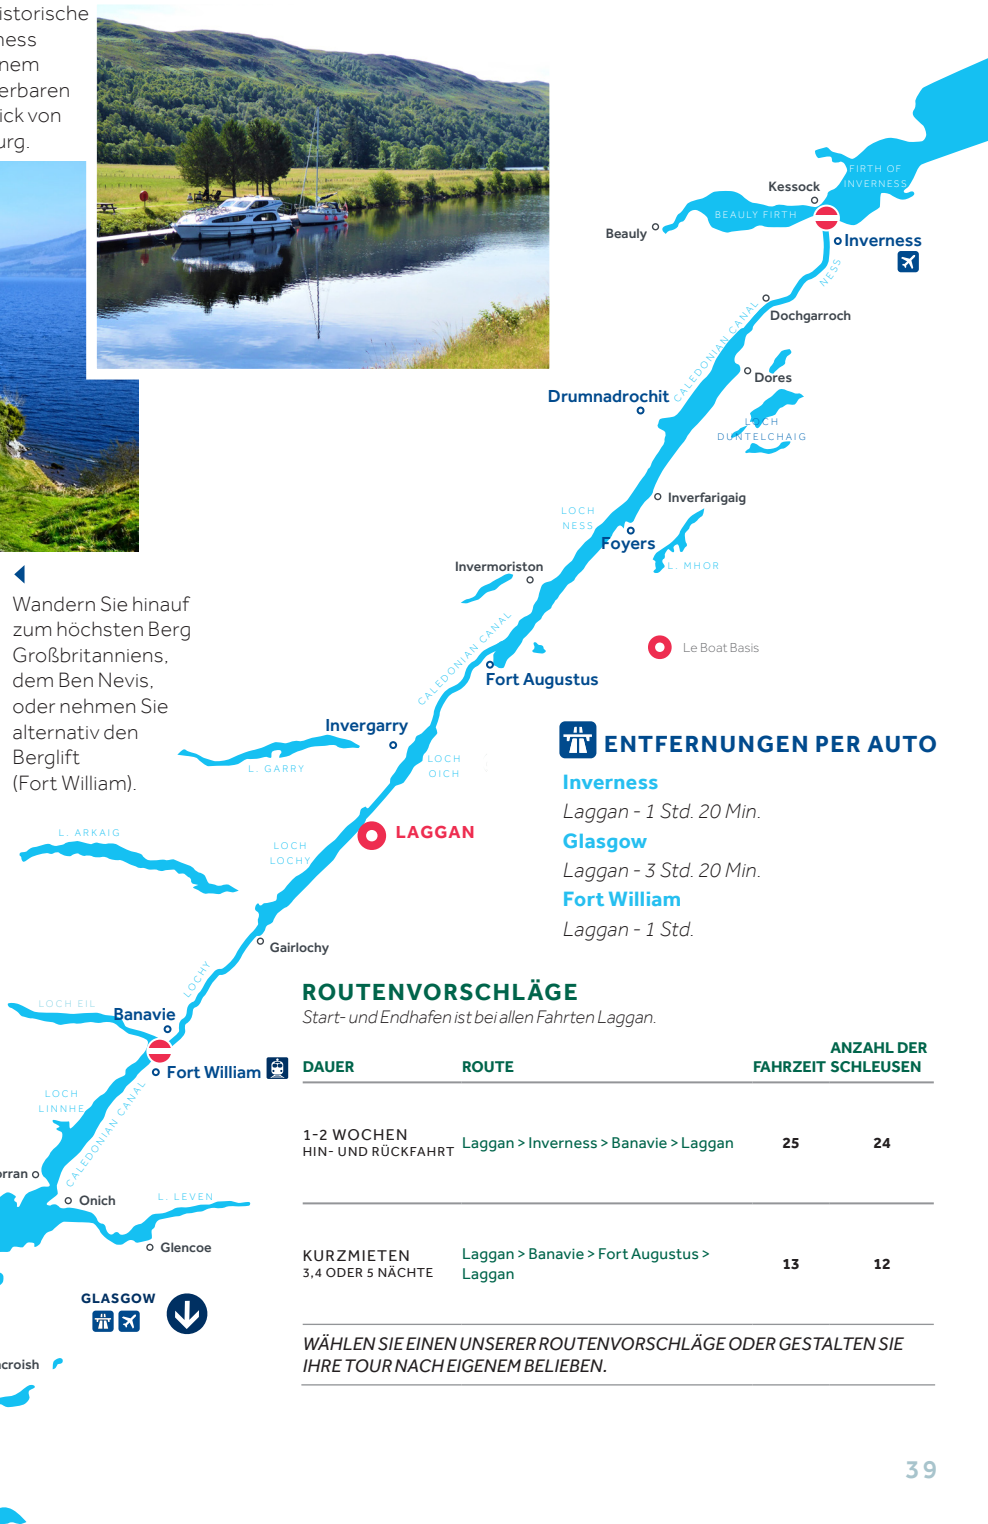 ness
Blick von
Wandern Sie hinauf
zum höchsten Berg
Großbritanniens,
dem Ben Nevis,
oder nehmen Sie
alternativ den
Berglift
(Fort William).
FIRTH OF
INVERNESS
Kessock
BEAULY FIRTH
Beauly
Inverness
NESS
Dochgarroch
CALEDONIAN CANAL
Dores
Drumnadrochit
LOCH
DUNTELCHAIG
Inverfarigaig
LOCH
NESS
Foyers
L. MHOR
Invermoriston
CALEDONIAN CANAL
Le Boat Basis
Fort Augustus
Invergarry
LOCH
OICH
L. GARRY
L. ARKAIG
LAGGAN
LOCH
LOCHY
Gairlochy
LOCHY
LOCH EIL
Banavie
Fort William
LOCH
LINNHE
CALEDONIAN CANAL
Onich
L. LEVEN
Glencoe
GLASGOW
ENTFERNUNGEN PER AUTO
Inverness
Laggan - 1 Std. 20 Min.
Glasgow
Laggan - 3 Std. 20 Min.
Fort William
Laggan - 1 Std.
ROUTENVORSCHLÄGE
Start- und Endhafen ist bei allen Fahrten Laggan.
ANZAHL DER
DAUER ROUTE FAHRZEIT SCHLEUSEN
1-2 WOCHEN
HIN- UND RÜCKFAHRT Laggan > Inverness > Banavie > Laggan 25 24
KURZMIETEN
3,4 ODER 5 NÄCHTE
Laggan > Banavie > Fort Augustus >
Laggan
13 12
WÄHLEN SIE EINEN UNSERER ROUTENVORSCHLÄGE ODER GESTALTEN SIE
IHRE TOUR NACH EIGENEM BELIEBEN.
39